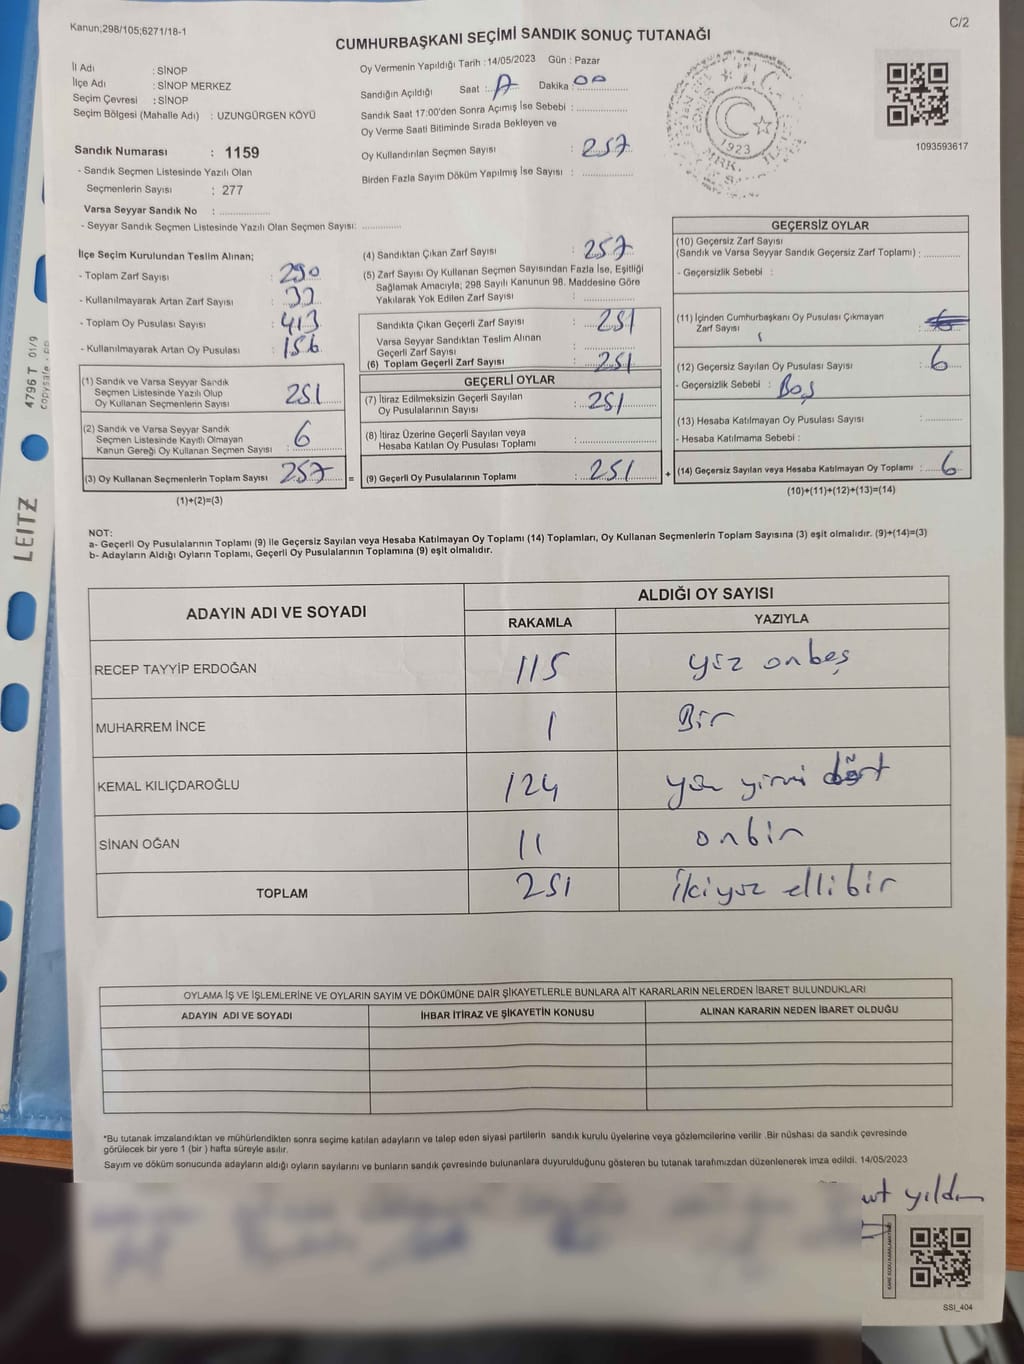 Kanun;298/105;6271/18-1
C/2
CUMHURBAŞKANI SEÇİMİ SANDIK SONUÇ TUTANAĞI
İl Adı : SİNOP
İlçe Adı : SİNOP MERKEZ
Seçim Çevresi : SİNOP
Seçim Bölgesi (Mahalle Adı) : UZUNGÜRGEN KÖYÜ
Sandık Numarası : 1159
- Sandık Seçmen Listesinde Yazılı Olan
Seçmenlerin Sayısı : 277
Varsa Seyyar Sandık No : ..................
- Seyyar Sandık Seçmen Listesinde Yazılı Olan Seçmen Sayısı: .............
Oy Vermenin Yapıldığı Tarih : 14/05/2023 Gün : Pazar
Sandığın Açıldığı Saat : Dakika : 00
Sandık Saat 17:00'den Sonra Açımış İse Sebebi : ..................
Oy Verme Saati Bitiminde Sırada Bekleyen ve
Oy Kullandırılan Seçmen Sayısı : 257
Birden Fazla Sayım Döküm Yapılmış İse Sayısı : ..................
1923
1093593617
İlçe Seçim Kurulundan Teslim Alınan;
- Toplam Zarf Sayısı : 290
- Kullanılmayarak Artan Zarf Sayısı : 33
- Toplam Oy Pusulası Sayısı : 413
- Kullanılmayarak Artan Oy Pusulası : 156
(1) Sandık ve Varsa Seyyar Sandık
Seçmen Listesinde Yazılı Olup
Oy Kullanan Seçmenlerin Sayısı 251
(2) Sandık ve Varsa Seyyar Sandık
Seçmen Listesinde Kayıtlı Olmayan
Kanun Gereği Oy Kullanan Seçmen Sayısı : 6
(3) Oy Kullanan Seçmenlerin Toplam Sayısı 257 =
(1)+(2)=(3)
(4) Sandıktan Çıkan Zarf Sayısı : 257
(5) Zarf Sayısı Oy Kullanan Seçmen Sayısından Fazla İse, Eşitliği
Sağlamak Amacıyla; 298 Sayılı Kanunun 98. Maddesine Göre
Yakılarak Yok Edilen Zarf Sayısı : ..................
Sandıkta Çıkan Geçerli Zarf Sayısı : 251
Varsa Seyyar Sandıktan Teslim Alınan
Geçerli Zarf Sayısı :
(6) Toplam Geçerli Zarf Sayısı : 251
GEÇERLİ OYLAR
(7) İtiraz Edilmeksizin Geçerli Sayılan
Oy Pusulalarının Sayısı : 251
(8) İtiraz Üzerine Geçerli Sayılan veya
Hesaba Katılan Oy Pusulası Toplamı : ..................
(9) Geçerli Oy Pusulalarının Toplamı : 251 +
GEÇERSİZ OYLAR
(10) Geçersiz Zarf Sayısı
(Sandık ve Varsa Seyyar Sandık Geçersiz Zarf Toplamı) : .............
- Geçersizlik Sebebi :
(11) İçinden Cumhurbaşkanı Oy Pusulası Çıkmayan
Zarf Sayısı :
(12) Geçersiz Sayılan Oy Pusulası Sayısı : 6
- Geçersizlik Sebebi : Boş
(13) Hesaba Katılmayan Oy Pusulası Sayısı : .............
- Hesaba Katılmama Sebebi :
(14) Geçersiz Sayılan veya Hesaba Katılmayan Oy Toplamı : 6
(10)+(11)+(12)+(13)=(14)
NOT:
a- Geçerli Oy Pusulalarının Toplamı (9) ile Geçersiz Sayılan veya Hesaba Katılmayan Oy Toplamı (14) Toplamları, Oy Kullanan Seçmenlerin Toplam Sayısına (3) eşit olmalıdır. (9)+(14)=(3)
b- Adayların Aldığı Oyların Toplamı, Geçerli Oy Pusulalarının Toplamına (9) eşit olmalıdır.
ADAYIN ADI VE SOYADI ALDIĞI OY SAYISI
RAKAMLA YAZIYLA
RECEP TAYYİP ERDOĞAN 115 yüz onbeş
MUHARREM İNCE 1 Bir
KEMAL KILIÇDAROĞLU 124 yüz yirmi dört
SİNAN OĞAN 11 onbir
TOPLAM 251 İkiyüz ellibir
OYLAMA İŞ VE İŞLEMLERİNE VE OYLARIN SAYIM VE DÖKÜMÜNE DAİR ŞİKAYETLERLE BUNLARA AİT KARARLARIN NELERDEN İBARET BULUNDUKLARI
ADAYIN ADI VE SOYADI İHBAR İTİRAZ VE ŞİKAYETİN KONUSU ALINAN KARARIN NEDEN İBARET OLDUĞU
*Bu tutanak imzalandıktan ve mühürlendikten sonra seçime katılan adayların ve talep eden siyasi partilerin sandık kurulu üyelerine veya gözlemcilerine verilir .Bir nüshası da sandık çevresinde
görülecek bir yere 1 (bir ) hafta süreyle asılır.
Sayım ve döküm sonucunda adayların aldığı oyların sayılarını ve bunların sandık çevresinde bulunanlara duyurulduğunu gösteren bu tutanak tarafımızdan düzenlenerek imza edildi. 14/05/2023
SSI_404
LEITZ
4796 T 01/9